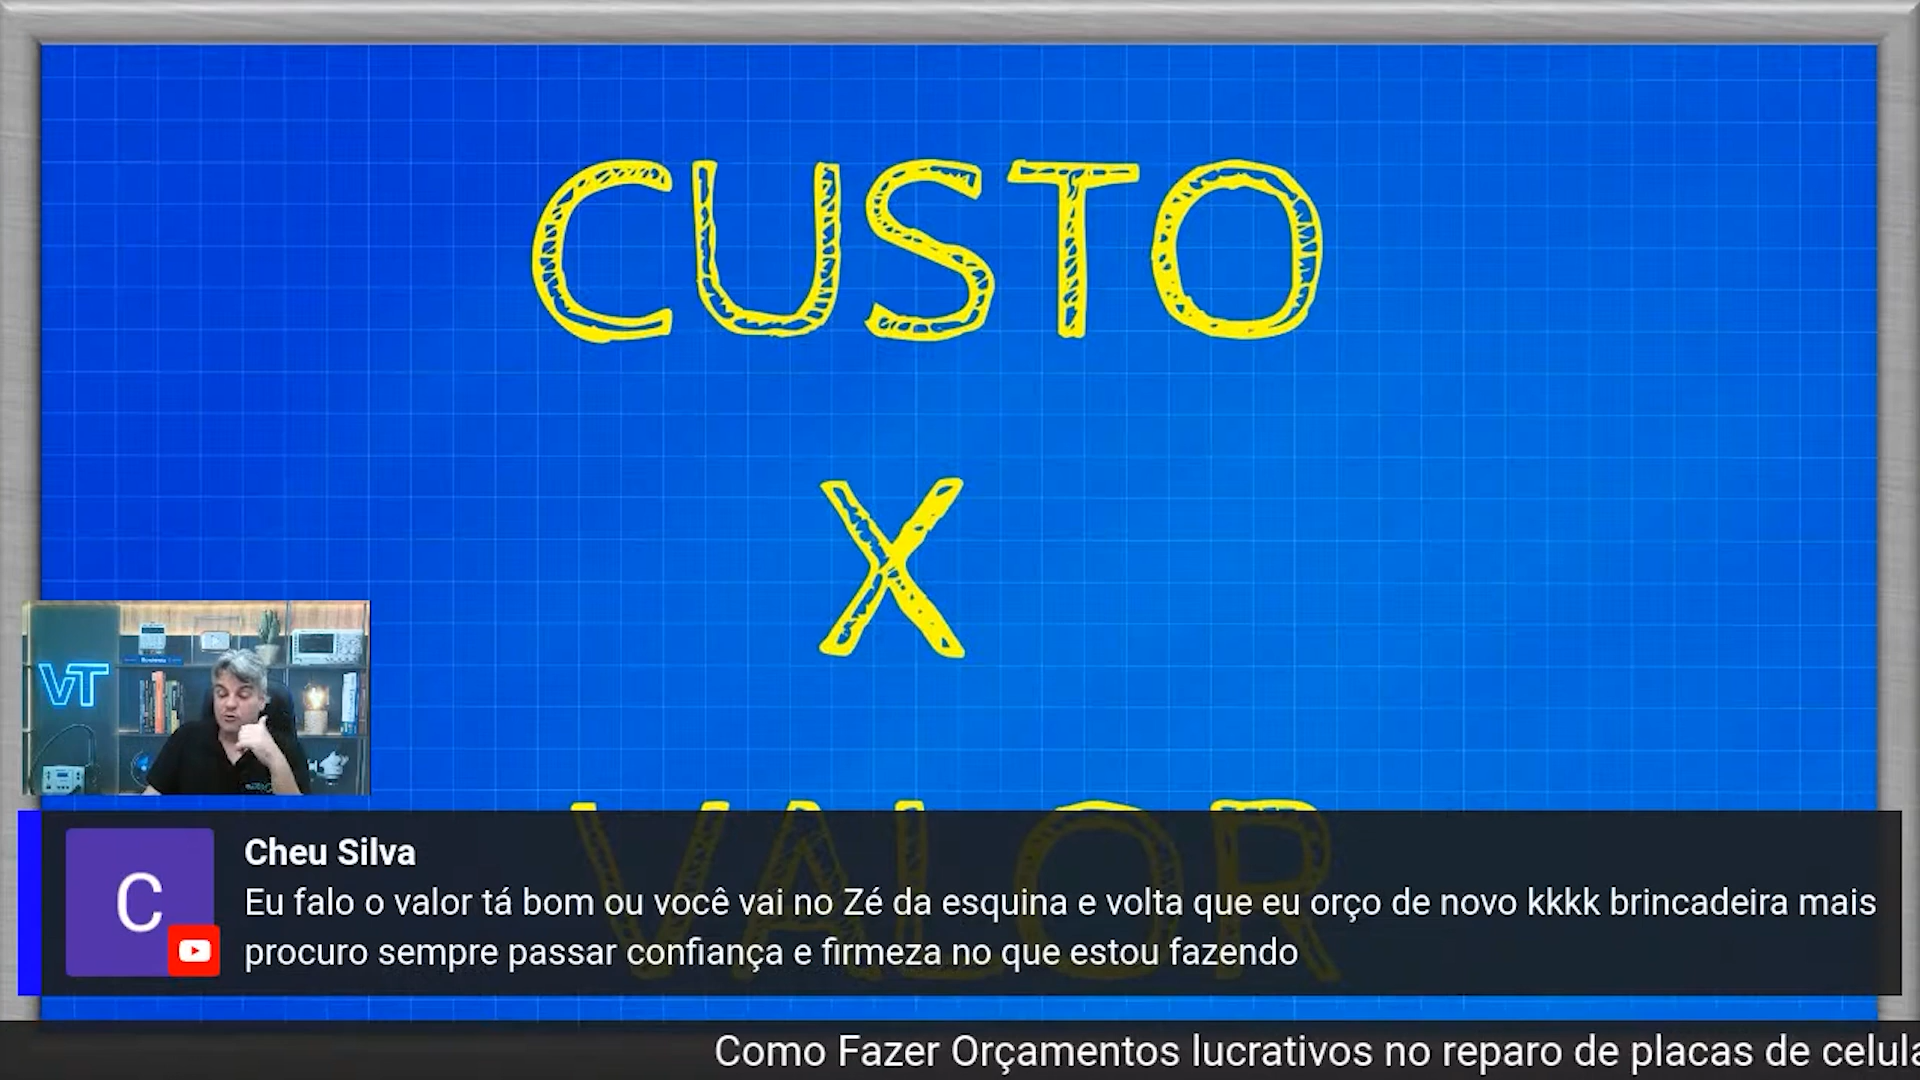 CUSTO
X
VALOR
VT
C
Cheu Silva
Eu falo o valor tá bom ou você vai no Zé da esquina e volta que eu orço de novo kkkk brincadeira mais
procuro sempre passar confiança e firmeza no que estou fazendo
Como Fazer Orçamentos lucrativos no reparo de placas de celula